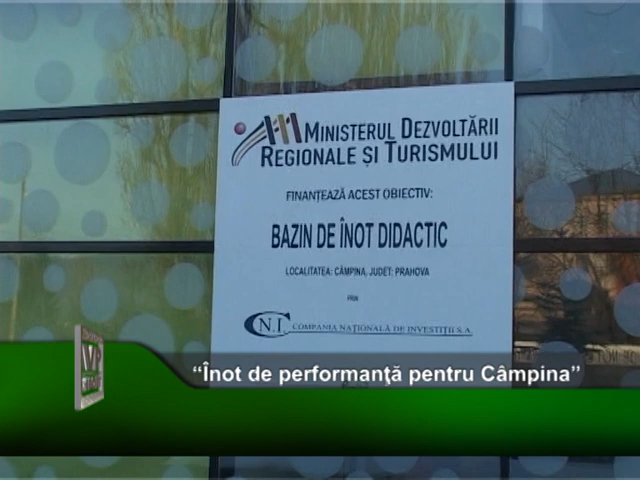 MINISTERUL DEZVOLTĂRII
REGIONALE ȘI TURISMULUI
FINANȚEAZĂ ACEST OBIECTIV:
BAZIN DE ÎNOT DIDACTIC
LOCALITATEA: CÂMPINA, JUDEȚ: PRAHOVA
PRIN
C.N.I. COMPANIA NAȚIONALĂ DE INVESTIȚII S.A.
“Înot de performanţă pentru Câmpina”
VP